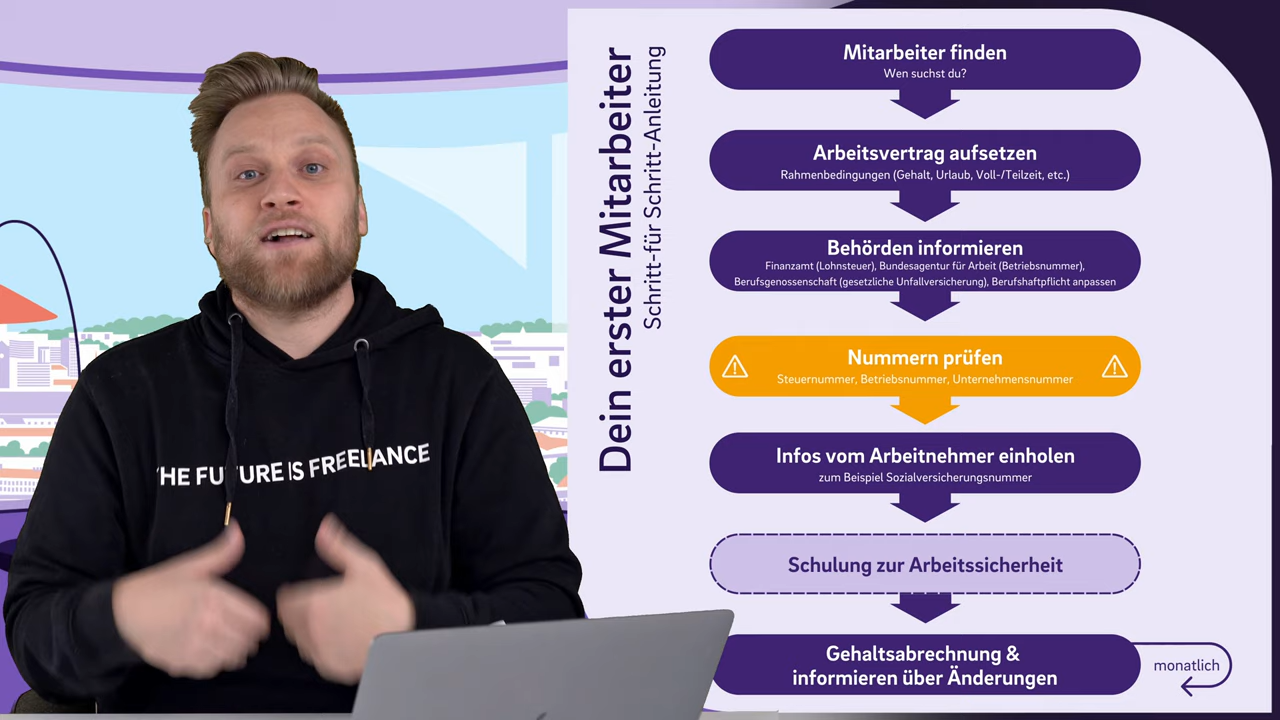 Dein erster Mitarbeiter
Schritt-für Schritt-Anleitung
Mitarbeiter finden
Wen suchst du?
Arbeitsvertrag aufsetzen
Rahmenbedingungen (Gehalt, Urlaub, Voll-/Teilzeit, etc.)
Behörden informieren
Finanzamt (Lohnsteuer), Bundesagentur für Arbeit (Betriebsnummer),
Berufsgenossenschaft (gesetzliche Unfallversicherung), Berufshaftpflicht anpassen
Nummern prüfen
Steuernummer, Betriebsnummer, Unternehmensnummer
Infos vom Arbeitnehmer einholen
zum Beispiel Sozialversicherungsnummer
Schulung zur Arbeitssicherheit
Gehaltsabrechnung &
informieren über Änderungen
monatlich
THE FUTURE IS FREELANCE